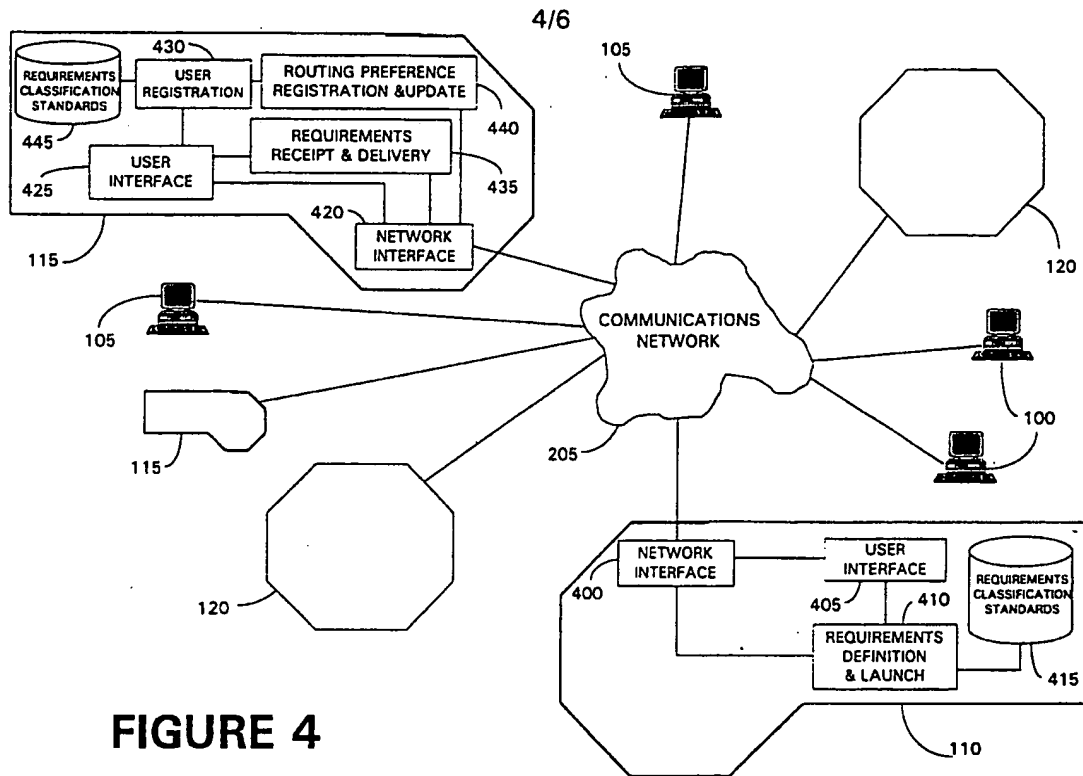 4/6
430
105
REQUIREMENTS
CLASSIFICATION
STANDARDS
USER
REGISTRATION
ROUTING PREFERENCE
REGISTRATION &UPDATE
445
440
REQUIREMENTS
RECEIPT & DELIVERY
425
USER
INTERFACE
435
420
NETWORK
INTERFACE
115
120
105
COMMUNICATIONS
NETWORK
100
115
205
120
400
NETWORK
INTERFACE
USER
INTERFACE
405
410
REQUIREMENTS
CLASSIFICATION
STANDARDS
REQUIREMENTS
DEFINITION
& LAUNCH
415
110
FIGURE 4